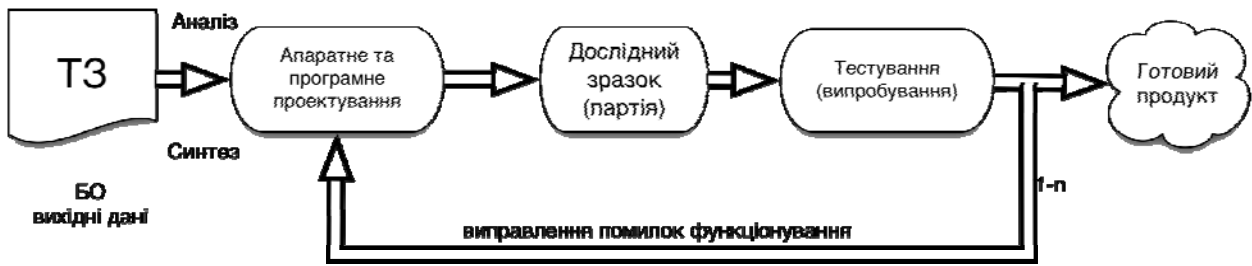 Аналіз
ТЗ
Апаратне та
програмне
проектування
Дослідний
зразок
(партія)
Тестування
(випробування)
Готовий
продукт
Синтез
БО
вихідні дані
1-n
виправлення помилок функціонування